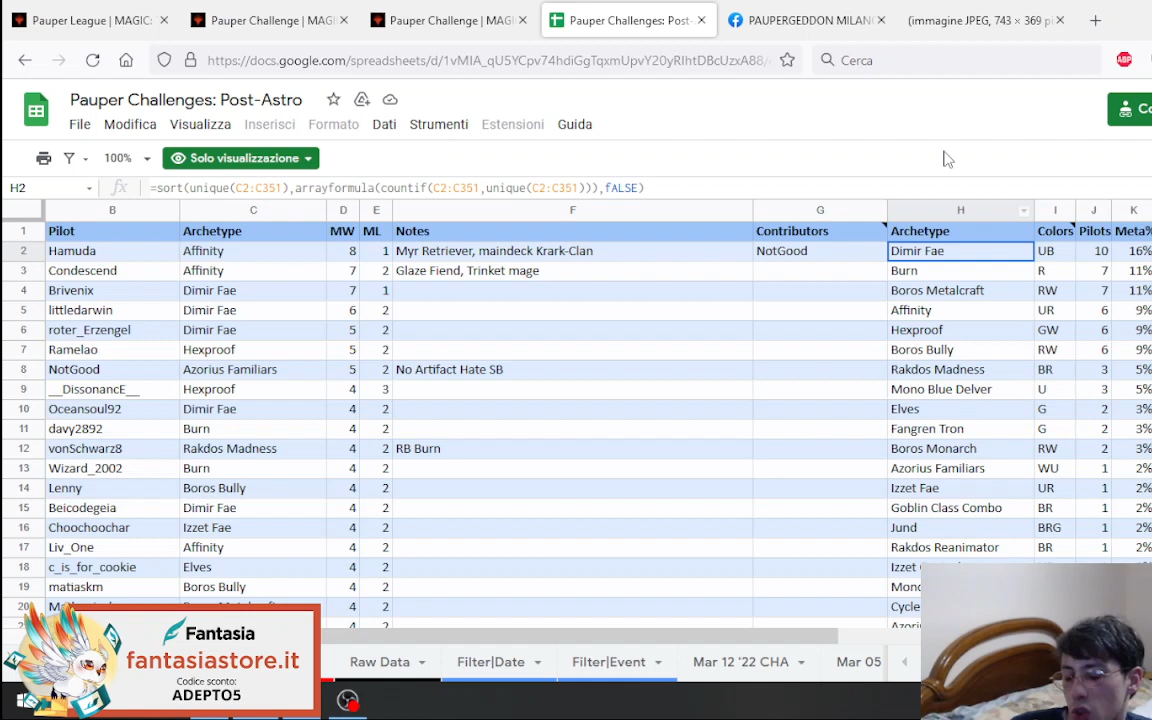 Pauper League | MAGIC:
Pauper Challenge | MAG
Pauper Challenge | MAG
Pauper Challenges: Post-
PAUPERGEDDON MILANO
(immagine JPEG, 743 × 369 pi
https://docs.google.com/spreadsheets/d/
Cerca
ABP
Pauper Challenges: Post-Astro
File Modifica Visualizza Inserisci Formato Dati Strumenti Estensioni Guida
Co
100% Solo visualizzazione
H2 fx =sort(unique(C2:C351),arrayformula(countif(C2:C351,unique(C2:C351))),fALSE)
B C D E F G H I J K
1 Pilot Archetype MW ML Notes Contributors Archetype Colors Pilots Meta%
2 Hamuda Affinity 8 1 Myr Retriever, maindeck Krark-Clan NotGood Dimir Fae UB 10 16%
3 Condescend Affinity 7 2 Glaze Fiend, Trinket mage Burn R 7 11%
4 Brivenix Dimir Fae 7 1 Boros Metalcraft RW 7 11%
5 littledarwin Dimir Fae 6 2 Affinity UR 6 9%
6 roter_Erzengel Dimir Fae 5 2 Hexproof GW 6 9%
7 Ramelao Hexproof 5 2 Boros Bully RW 6 9%
8 NotGood Azorius Familiars 5 2 No Artifact Hate SB Rakdos Madness BR 3 5%
9 __DissonancE__ Hexproof 4 3 Mono Blue Delver U 3 5%
10 Oceansoul92 Dimir Fae 4 2 Elves G 2 3%
11 davy2892 Burn 4 2 Fangren Tron G 2 3%
12 vonSchwarz8 Rakdos Madness 4 2 RB Burn Boros Monarch RW 2 3%
13 Wizard_2002 Burn 4 2 Azorius Familiars WU 1 2%
14 Lenny Boros Bully 4 2 Izzet Fae UR 1 2%
15 Beicodegeia Dimir Fae 4 2 Goblin Class Combo BR 1 2%
16 Choochoochar Izzet Fae 4 2 Jund BRG 1 2%
17 Liv_One Affinity 4 2 Rakdos Reanimator BR 1 2%
18 c_is_for_cookie Elves 4 2 Izzet
19 matiaskm Boros Bully 4 2 Mono
20 2 Cycle
2 Azori
Fantasia
fantasiastore.it
Codice sconto:
ADEPTO5
Raw Data Filter|Date Filter|Event Mar 12 '22 CHA Mar 05